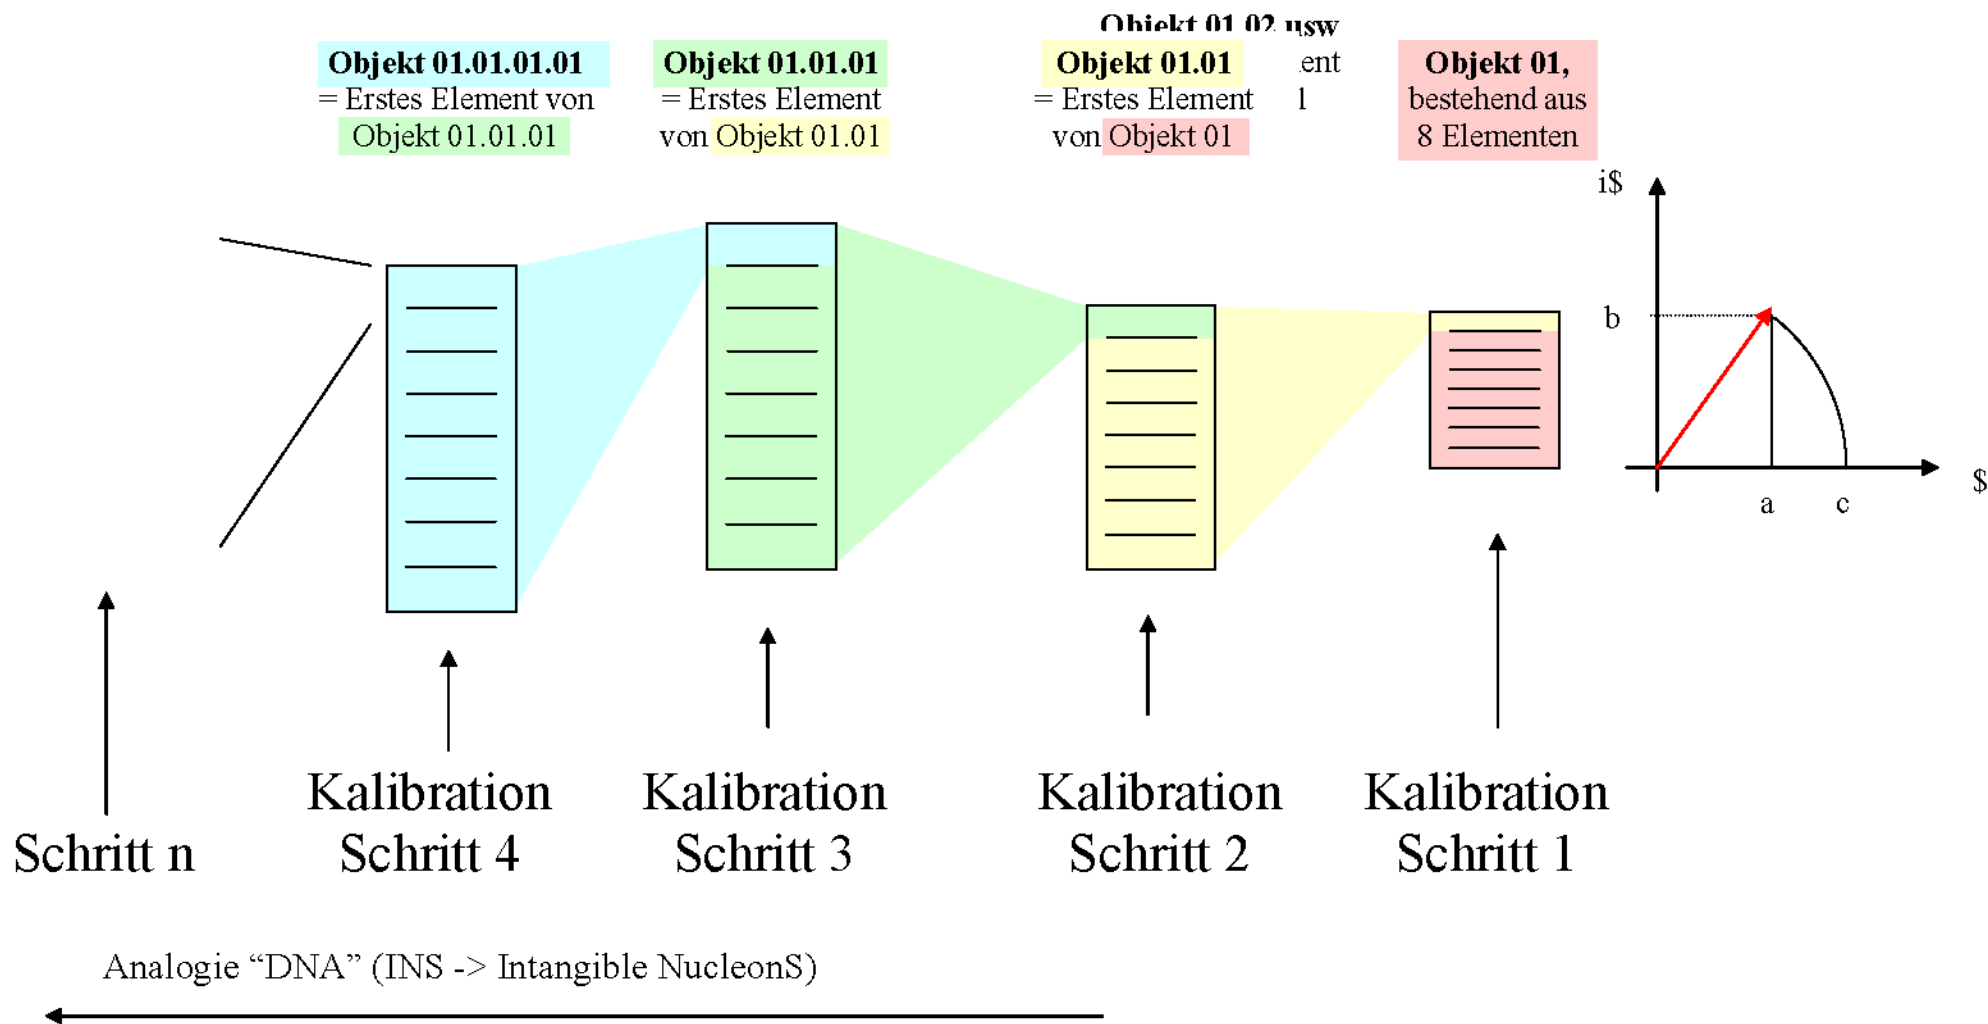 Objekt 01.02 usw
Objekt 01.01.01.01
= Erstes Element von
Objekt 01.01.01
Objekt 01.01.01
= Erstes Element
von Objekt 01.01
Objekt 01.01
= Erstes Element
von Objekt 01
Objekt 01,
bestehend aus
8 Elementen
i$
b
a
c
$
Schritt n
Kalibration
Schritt 4
Kalibration
Schritt 3
Kalibration
Schritt 2
Kalibration
Schritt 1
Analogie “DNA” (INS -> Intangible NucleonS)